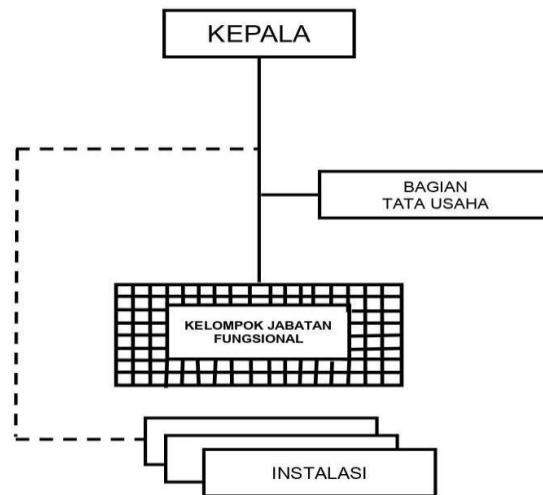 KEPALA
BAGIAN
TATA USAHA
KELOMPOK JABATAN
FUNGSIONAL
INSTALASI